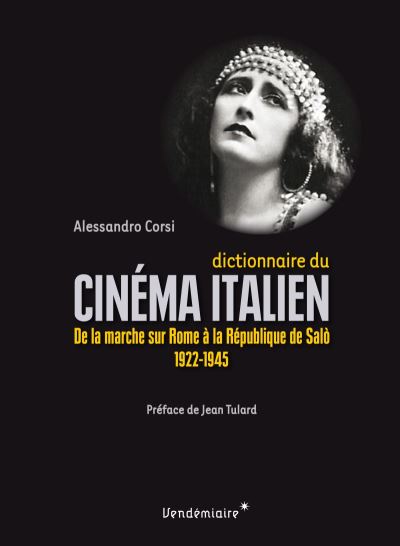 Alessandro Corsi
dictionnaire du
CINÉMA ITALIEN
De la marche sur Rome à la République de Salò
1922-1945
Préface de Jean Tulard
Vendémiaire*